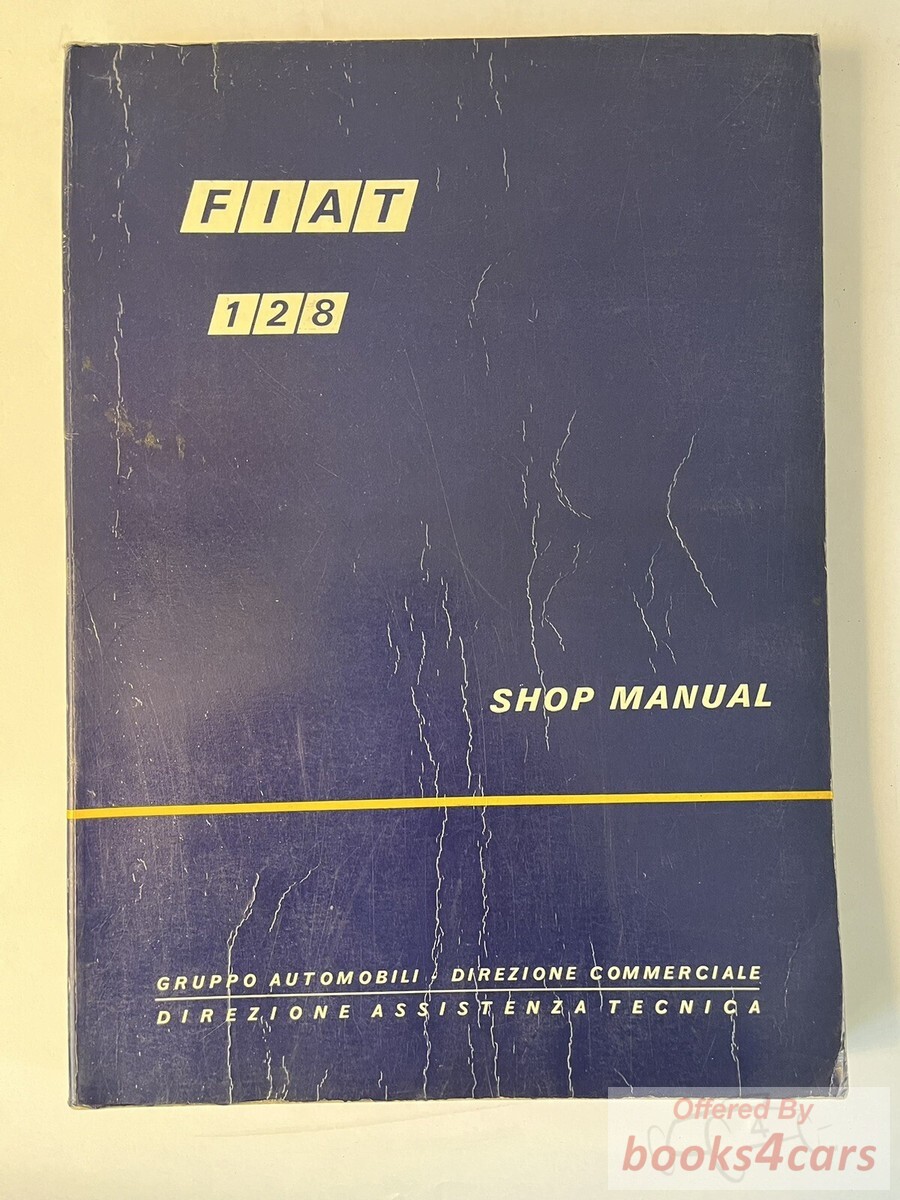 FIAT
128
SHOP MANUAL
GRUPPO AUTOMOBILI - DIREZIONE COMMERCIALE
DIREZIONE ASSISTENZA TECNICA
Offered By
books4cars